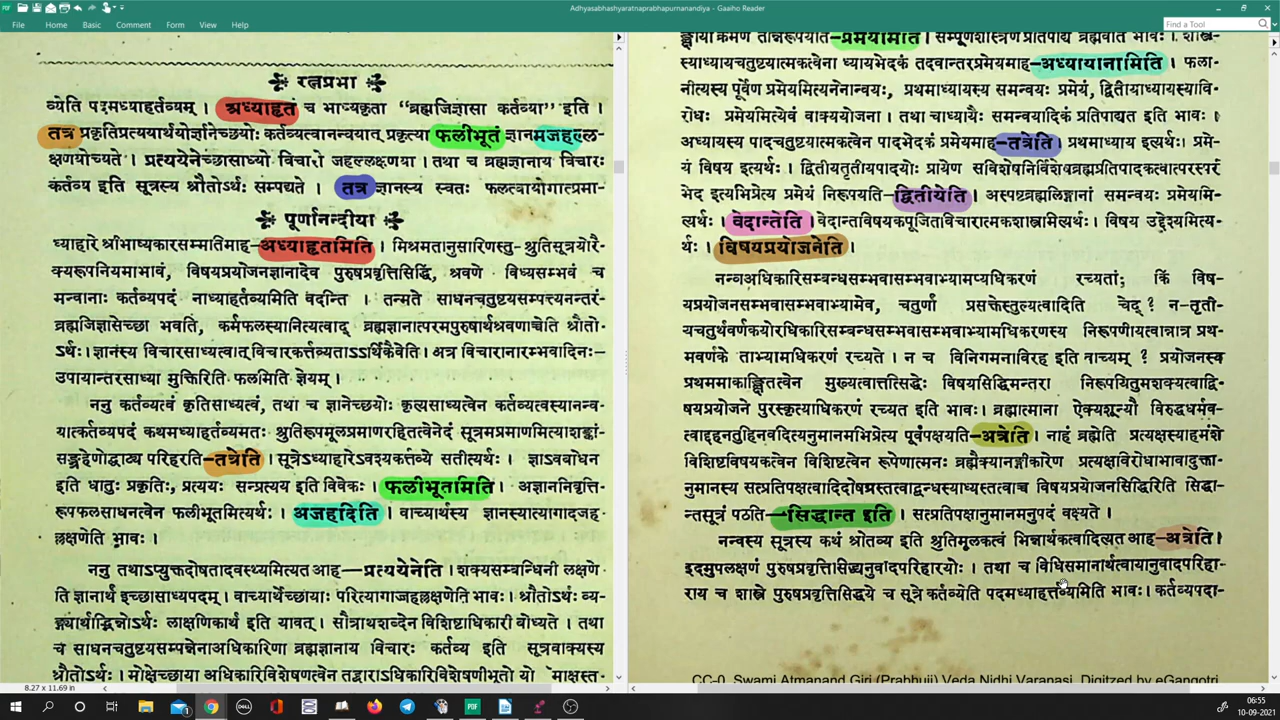 Adhyasabhashyaratnaprabhapurnanandiya - Gaaiho Reader
File Home Basic Comment Form View Help
Find a Tool
रत्नप्रभा
व्येति पदमध्याहर्तव्यम् । अध्याहृतं च भाष्यकृता “ब्रह्मजिज्ञासा कर्तव्या” इति ।
तत्र प्रकृतिप्रत्ययार्थयोर्ज्ञानेच्छयोः कर्तव्यत्वानन्वयात् प्रकृत्या फलीभूतं ज्ञानमजहल्ल-
क्षणयोच्यते । प्रत्ययेनेच्छासाध्यो विचारो जहल्लक्षणया । तथा च ब्रह्मज्ञानाय विचारः
कर्तव्य इति सूत्रस्य श्रौतोऽर्थः सम्पद्यते । तत्र ज्ञानस्य स्वतः फलत्वायोगात्प्रमा-
पूर्णानन्दीया
ध्याहारे श्रीभाष्यकारसम्मतिमाह-अध्याहृतमिति । मिश्रमतानुसारिणस्तु-श्रुतिसूत्रयोरै-
क्यरूपनियमाभावं, विषयप्रयोजनज्ञानादेव पुरुषप्रवृत्तिसिद्धिं, श्रवणे विध्यसम्भवं च
मन्वानाः कर्तव्यपदं नाध्याहर्तव्यमिति वदन्ति । तन्मते साधनचतुष्टयसम्पत्त्यनन्तरं-
ब्रह्मजिज्ञासेच्छा भवति, कर्मफलस्यानित्यत्वाद् ब्रह्मज्ञानात्परमपुरुषार्थश्रवणाच्चेति श्रौतो-
ऽर्थः। ज्ञानंस्य विचारसाध्यत्वात् विचारकर्त्तव्यताऽऽर्थिकैवेति । अत्र विचारानारम्भवादिनः—
उपायान्तरसाध्या मुक्तिरिति फलमिति ज्ञेयम् ।
ननु कर्तव्यत्वं कृतिसाध्यत्वं, तथा च ज्ञानेच्छयोः कृत्यसाध्यत्वेन कर्तव्यत्वस्यानन्व-
यात्कर्तव्यपदं कथमध्याहर्तव्यमतः श्रुतिरूपमूलप्रमाणरहितत्वेनेदं सूत्रमप्रमाणमित्याशङ्कां-
सङ्ग्रहेणोद्घाट्य परिहरति-तत्रेति । सूत्रेऽध्याहारेऽवश्यकर्त्तव्ये सतीत्यर्थः । ज्ञाऽवबोधन
इति धातुः प्रकृतिः, प्रत्ययः सन्प्रत्यय इति विवेकः । फलीभूतमिति । अज्ञाननिवृत्ति-
रूपफलसाधनत्वेन फलीभूतमित्यर्थः । अजहदिति । वाच्यार्थस्य ज्ञानस्यात्यागादजह-
ल्लक्षणेति भावः ।
ननु तथाऽप्युक्तदोषतादवस्थ्यमित्यत आह—प्रत्ययेनेति । शक्यसम्बन्धिनी लक्षणे-
ति ज्ञानार्थं इच्छासाध्यपदम् । वाच्यार्थेच्छायाः परित्यागाज्जहल्लक्षणेति भावः । श्रौतोऽर्थः व्य-
ङ्ग्यार्थाद्भिन्नोऽर्थः लाक्षणिकार्थ इति यावत् । सौत्राथशब्देन विशिष्टाधिकारी बोध्यते । तथा
च साधनचतुष्टयसम्पन्नेनाअधिकारिणा ब्रह्मज्ञानाय विचारः कर्तव्य इति सूत्रवाक्यस्य
श्रौतोऽर्थः। मोक्षेच्छाया अधिकारिविशेषणत्वेन तद्द्वाराऽधिकारिविशेषणीभूतो यो मोक्षस्त-
8.27 x 11.69 in
ङ्क्षाया क्रमेण तान्निरूपयति-प्रमेयमिति । सम्पूर्णशास्त्रेण प्रतिपाद्यं ब्रह्मैवेति भावः । शास्त्र-
स्याध्यायचतुष्टयात्मकत्वेना ध्यायभेदकं तदवान्तरप्रमेयमाह-अध्यायानामिति । फला-
नीत्यस्य पूर्वेण प्रमेयमित्यनेनान्वयः, प्रथमाध्यायस्य समन्वयः प्रमेयं, द्वितीयाध्यायस्यावि-
रोधः प्रमेयमित्येवं वाक्ययोजना । तथा चाध्यायैः समन्वयादिकं प्रतिपाद्यत इति भावः ।
अध्यायस्य पादचतुष्टयात्मकत्वेन पादभेदकं प्रमेयमाह-तत्रेति । प्रथमाध्याय इत्यर्थः। प्रमे-
यं विषय इत्यर्थः । द्वितीयतृतीयपादयोः प्रायेण सविशेषनिर्विशेषब्रह्मप्रतिपादकत्वात्परस्परं
भेद इत्यभिप्रेत्य प्रमेयं निरूपयति-द्वितीयेति । अस्पष्टब्रह्मलिङ्गानां समन्वयः प्रमेयमि-
त्यर्थः । वेदान्तेति । वेदान्तविषयकपूजितविचारात्मकशास्त्रमित्यर्थः । विषय उद्देश्यमित्य-
र्थः । विषयप्रयोजनेति ।
नन्वअधिकारिसम्बन्धसम्भवासम्भवाभ्यामप्यधिकरणं रच्यतां; किं विष-
यप्रयोजनसम्भवासम्भवाभ्यामेव, चतुर्णां प्रसक्तेस्तुल्यत्वादिति चेद् ? न-तृती-
यचतुर्थवर्णकयोरधिकारिसम्बन्धसम्भवासम्भवाभ्यामधिकरणस्य निरूपणीयत्वान्नात्र प्रथ-
मवर्णके ताभ्यामधिकरणं रच्यते । न च विनिगमनाविरह इति वाच्यम् ? प्रयोजनस्य
प्रथममाकाङ्क्षितत्वेन मुख्यत्वात्तत्सिद्धेः विषयसिद्धिमन्तरा निरूपयितुमशक्यत्वाद्वि-
षयप्रयोजने पुरस्कृत्याधिकरणं रच्यत इति भावः। ब्रह्मात्माना ऐक्यशून्यौ विरुद्धधर्मव-
त्वाद्दहनतुहिनवदित्यनुमानमभिप्रेत्य पूर्वपक्षयति-अत्रेति । नाहं ब्रह्मेति प्रत्यक्षस्याहमंशे
विशिष्टविषयकत्वेन विशिष्टत्वेन रूपेणात्मनः ब्रह्मैक्यानङ्गीकारेण प्रत्यक्षविरोधाभावादुक्ता-
नुमानस्य सत्प्रतिपक्षत्वादिदोषग्रस्तत्वाद्बन्धस्याध्यस्तत्वाच्च विषयप्रयोजनसिद्धिरिति सिद्धा-
न्तसूत्रं पठति—सिद्धान्त इति । सत्प्रतिपक्षानुमानमनुपदं वक्ष्यते ।
नन्वस्य सूत्रस्य कथं श्रोतव्य इति श्रुतिमूलकत्वं भिन्नार्थकत्वादित्यत आह-अत्रेति।
इदमुपलक्षणं पुरुषप्रवृत्तिसिद्ध्यनुवादपरिहारयोः । तथा च विधिसमानार्थत्वायानुवादपरिहा-
राय च शास्त्रे पुरुषप्रवृत्तिसिद्धये च सूत्रे कर्तव्येति पदमध्याहर्त्तव्यमिति भावः । कर्तव्यपदा-
CC-0. Swami Atmanand Giri (Prabhuji) Veda Nidhi Varanasi. Digitzed by eGangotri
06:55
10-09-2021